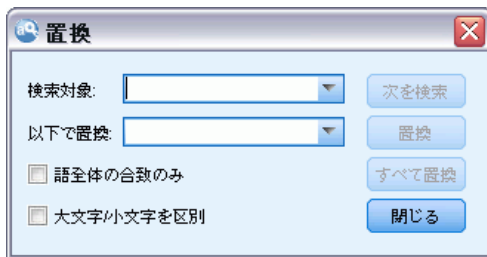 置換
検索対象:
次を検索
以下で置換:
置換
語全体の合致のみ
すべて置換
大文字/小文字を区別
閉じる